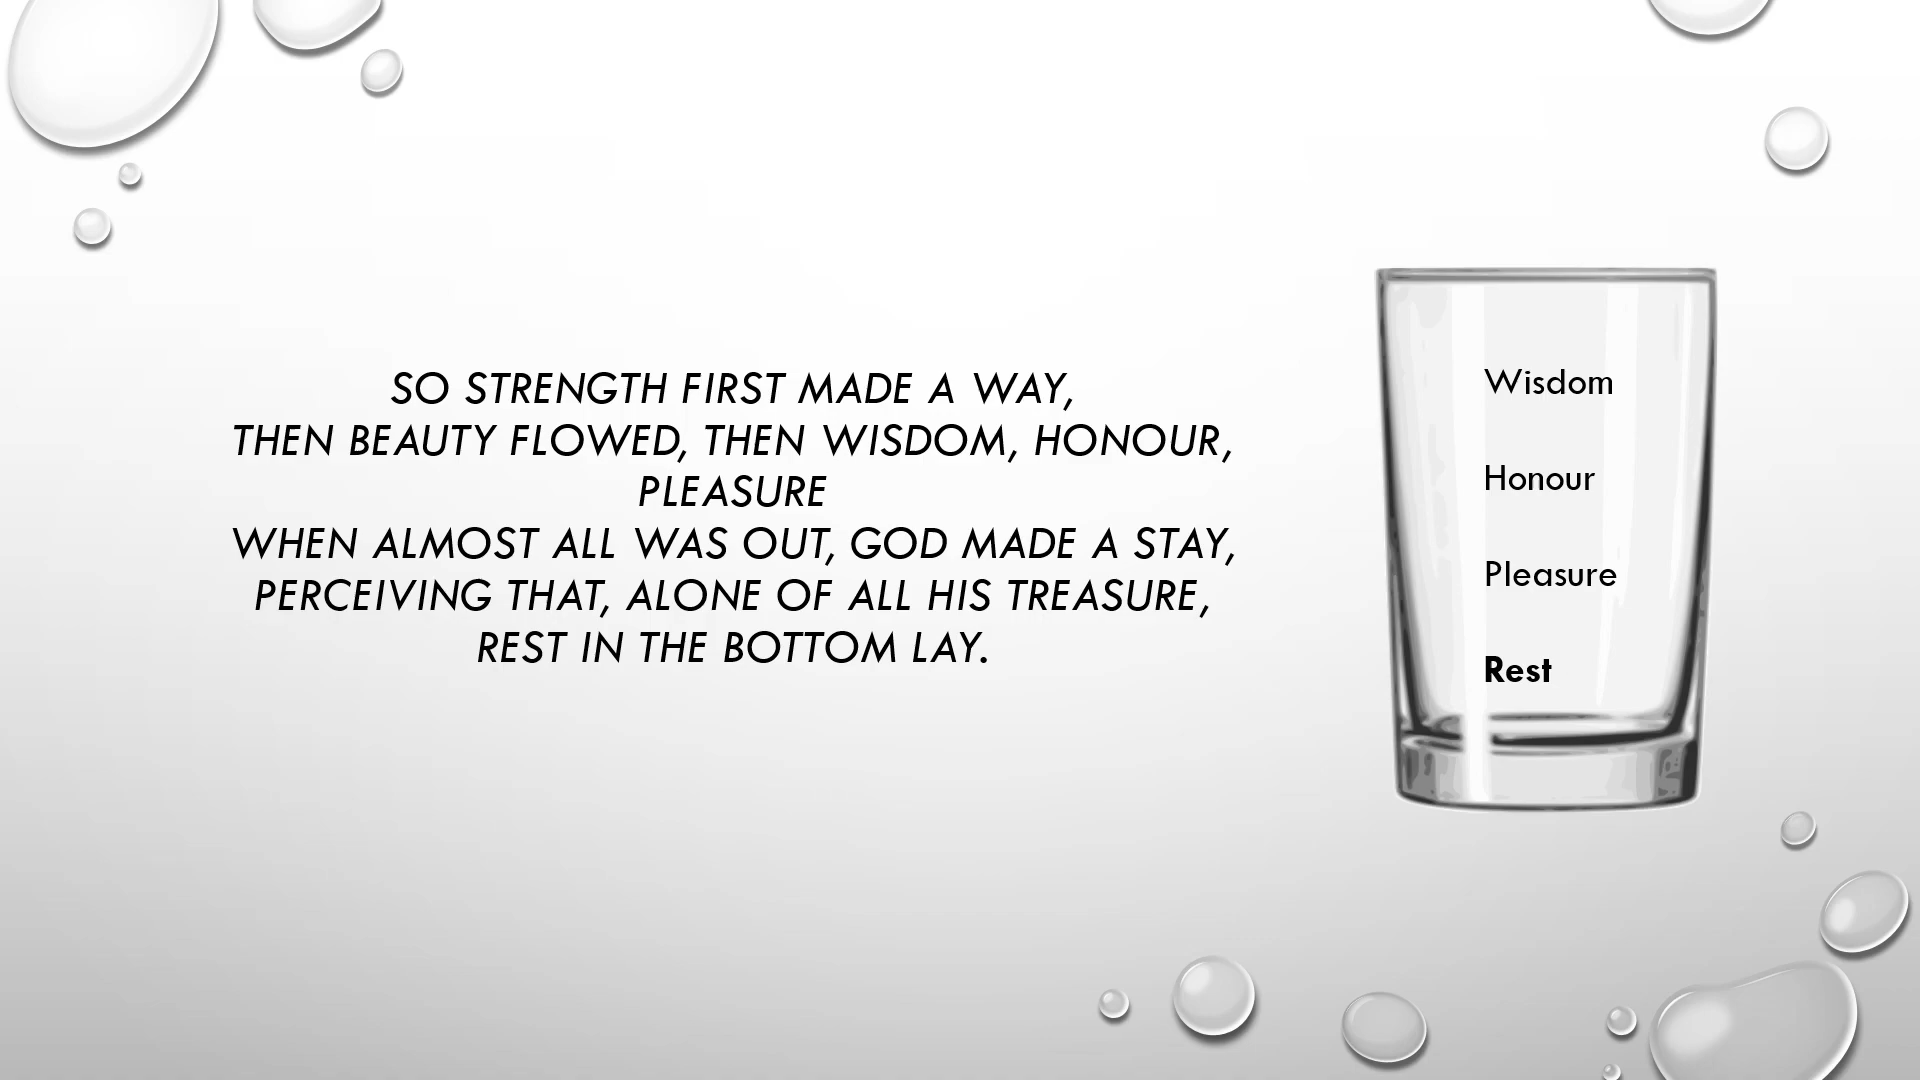 SO STRENGTH FIRST MADE A WAY,
THEN BEAUTY FLOWED, THEN WISDOM, HONOUR,
PLEASURE
WHEN ALMOST ALL WAS OUT, GOD MADE A STAY,
PERCEIVING THAT, ALONE OF ALL HIS TREASURE,
REST IN THE BOTTOM LAY.
Wisdom
Honour
Pleasure
Rest